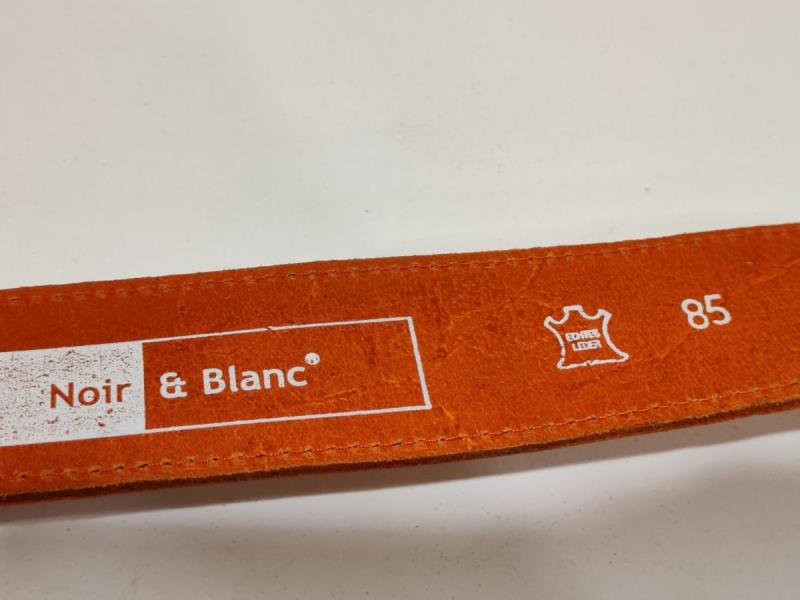 Noir & Blanc®
ECHTES
LEDER
85